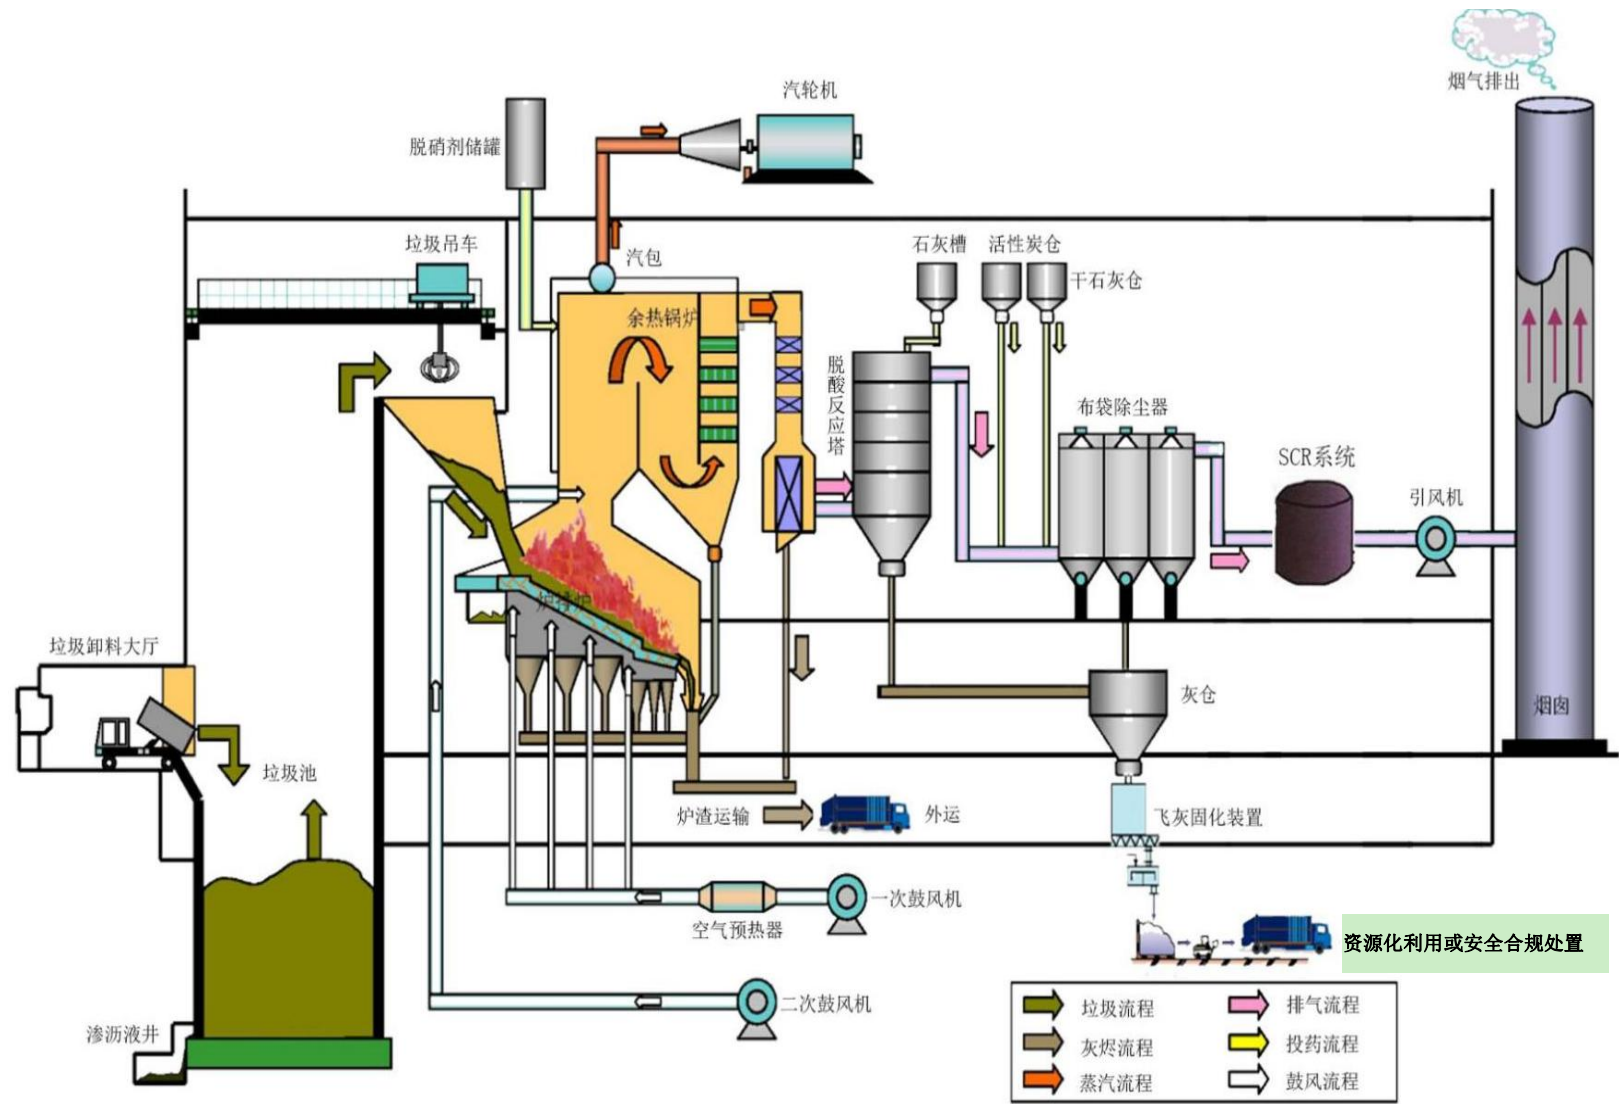 烟气排出
汽轮机
脱硝剂储罐
垃圾吊车
汽包
石灰槽
活性炭仓
干石灰仓
余热锅炉
脱酸反应塔
布袋除尘器
SCR系统
引风机
炉排炉
垃圾卸料大厅
灰仓
烟囱
垃圾池
炉渣运输
外运
飞灰固化装置
一次鼓风机
空气预热器
资源化利用或安全合规处置
二次鼓风机
渗沥液井
垃圾流程
排气流程
灰烬流程
投药流程
蒸汽流程
鼓风流程